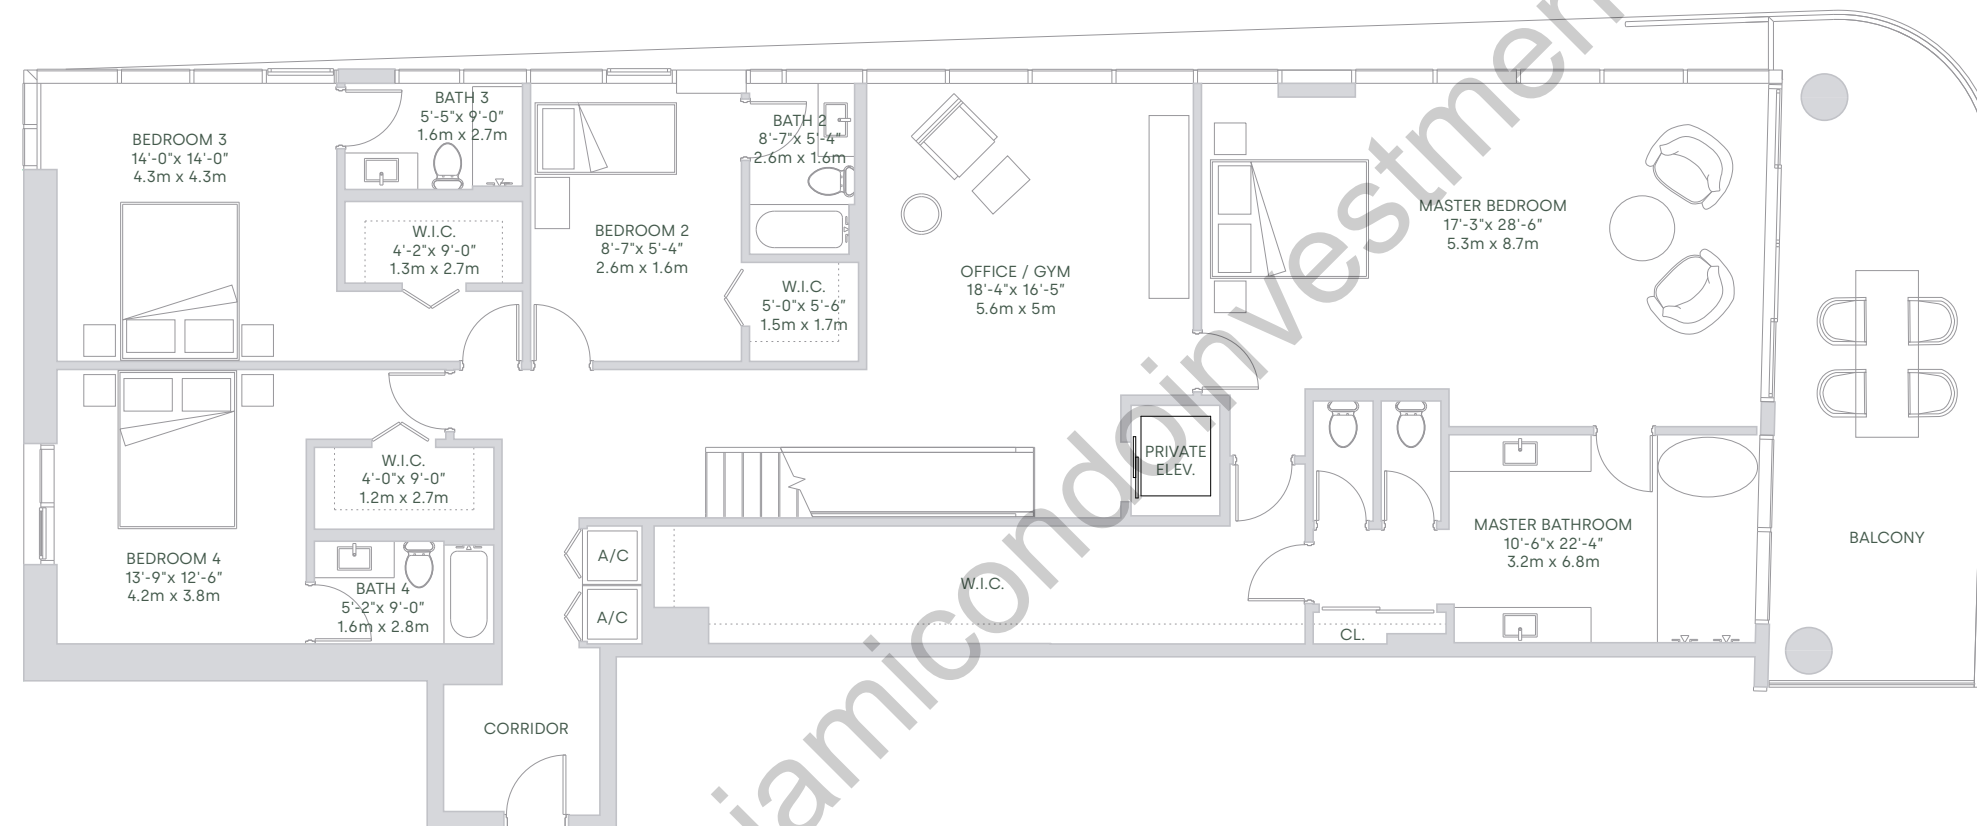 BEDROOM 3
14'-0"x 14'-0"
4.3m x 4.3m
BATH 3
5'-5"x 9'-0"
1.6m x 2.7m
W.I.C.
4'-2"x 9'-0"
1.3m x 2.7m
BEDROOM 2
8'-7"x 5'-4"
2.6m x 1.6m
BATH 2
8'-7"x 5'-4"
2.6m x 1.6m
W.I.C.
5'-0"x 5'-6"
1.5m x 1.7m
OFFICE / GYM
18'-4"x 16'-5"
5.6m x 5m
MASTER BEDROOM
17'-3"x 28'-6"
5.3m x 8.7m
BEDROOM 4
13'-9"x 12'-6"
4.2m x 3.8m
W.I.C.
4'-0"x 9'-0"
1.2m x 2.7m
BATH 4
5'-2"x 9'-0"
1.6m x 2.8m
A/C
A/C
PRIVATE
ELEV.
W.I.C.
MASTER BATHROOM
10'-6"x 22'-4"
3.2m x 6.8m
CL.
BALCONY
CORRIDOR
iamicondoinvestmen